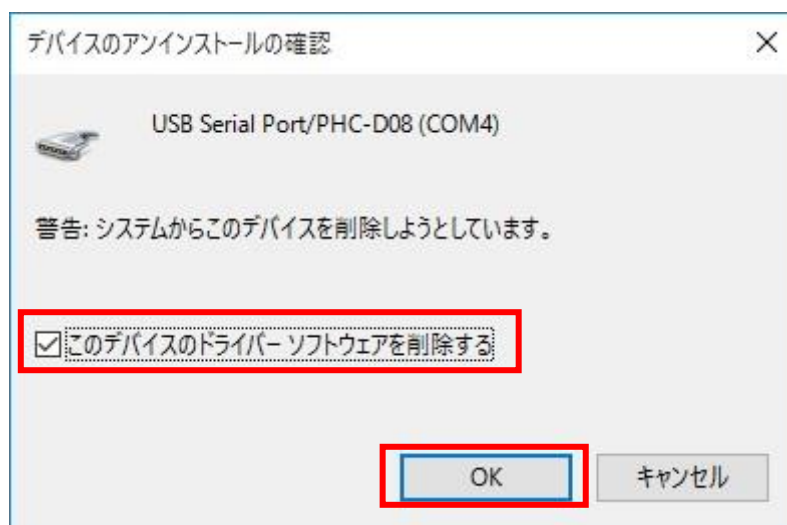 デバイスのアンインストールの確認
USB Serial Port/PHC-D08 (COM4)
警告: システムからこのデバイスを削除しようとしています。
このデバイスのドライバー ソフトウェアを削除する
OK
キャンセル